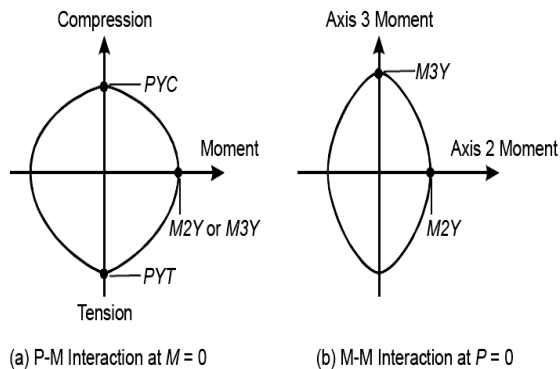 Compression
PYC
Moment
M2Y or M3Y
PYT
Tension
(a) P-M Interaction at M = 0
Axis 3 Moment
M3Y
Axis 2 Moment
M2Y
(b) M-M Interaction at P = 0